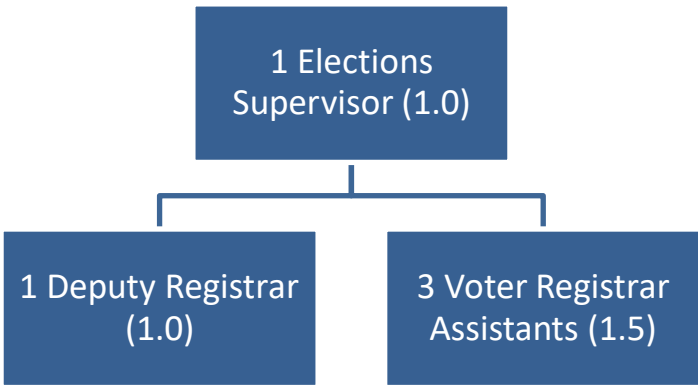 1 Elections
Supervisor (1.0)
1 Deputy Registrar
(1.0)
3 Voter Registrar
Assistants (1.5)